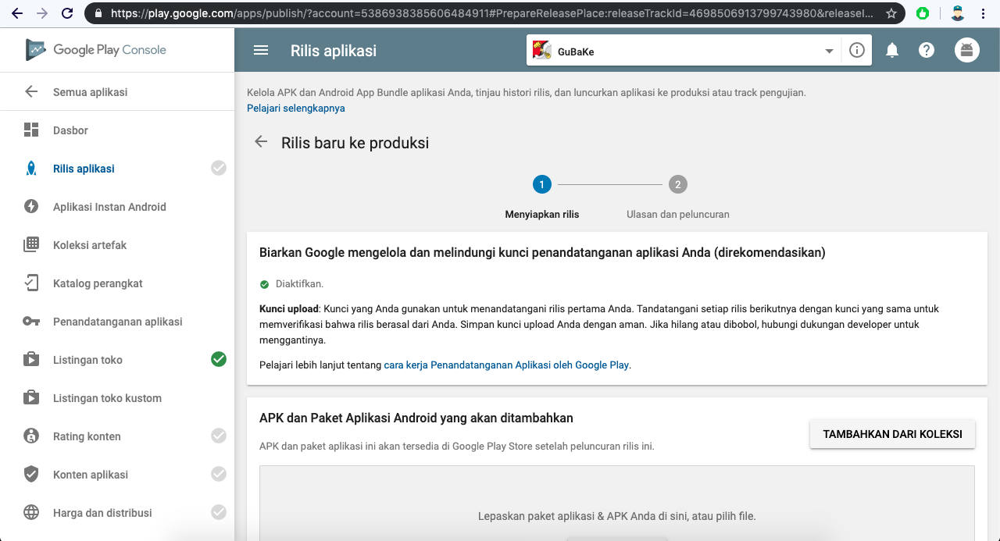 https://play.google.com/apps/publish/?account=5386938385606484911#PrepareReleasePlace:releaseTrackId=4698506913799743980&releaseI...
Google Play Console
Semua aplikasi
Dasbor
Rilis aplikasi
Aplikasi Instan Android
Koleksi artefak
Katalog perangkat
Penandatanganan aplikasi
Listingan toko
Listingan toko kustom
Rating konten
Konten aplikasi
Harga dan distribusi
Rilis aplikasi
GuBaKe
Kelola APK dan Android App Bundle aplikasi Anda, tinjau histori rilis, dan luncurkan aplikasi ke produksi atau track pengujian.
Pelajari selengkapnya
Rilis baru ke produksi
1
2
Menyiapkan rilis
Ulasan dan peluncuran
Biarkan Google mengelola dan melindungi kunci penandatanganan aplikasi Anda (direkomendasikan)
Diaktifkan.
Kunci upload: Kunci yang Anda gunakan untuk menandatangani rilis pertama Anda. Tandatangani setiap rilis berikutnya dengan kunci yang sama untuk
memverifikasi bahwa rilis berasal dari Anda. Simpan kunci upload Anda dengan aman. Jika hilang atau dibobol, hubungi dukungan developer untuk
menggantinya.
Pelajari lebih lanjut tentang cara kerja Penandatanganan Aplikasi oleh Google Play.
APK dan Paket Aplikasi Android yang akan ditambahkan
TAMBAHKAN DARI KOLEKSI
APK dan paket aplikasi ini akan tersedia di Google Play Store setelah peluncuran rilis ini.
Lepaskan paket aplikasi & APK Anda di sini, atau pilih file.